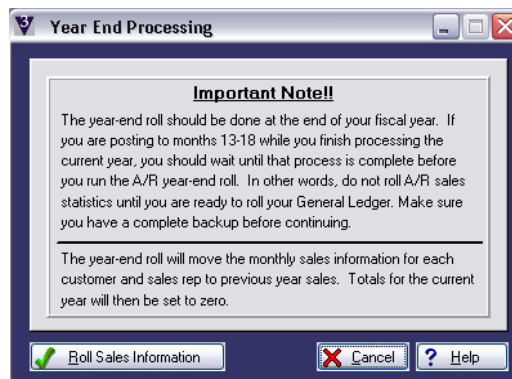 Year End Processing
Important Note!!
The year-end roll should be done at the end of your fiscal year. If
you are posting to months 13-18 while you finish processing the
current year, you should wait until that process is complete before
you run the A/R year-end roll. In other words, do not roll A/R sales
statistics until you are ready to roll your General Ledger. Make sure
you have a complete backup before continuing.
The year-end roll will move the monthly sales information for each
customer and sales rep to previous year sales. Totals for the current
year will then be set to zero.
Roll Sales Information Cancel ? Help